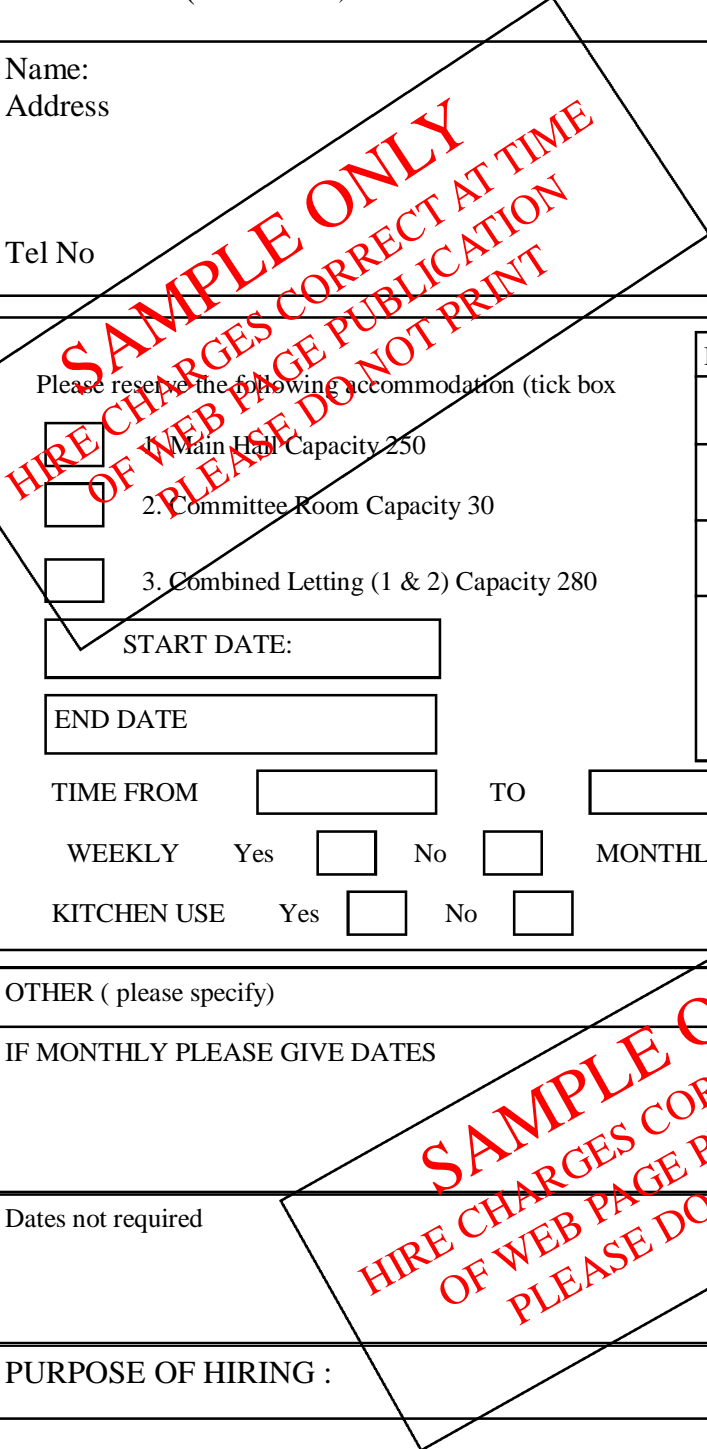 Name:
Address
Tel No
SAMPLE ONLY
HIRE CHARGES CORRECT AT TIME
OF WEB PAGE PUBLICATION
PLEASE DO NOT PRINT
Please reserve the following accommodation (tick box
1. Main Hall Capacity 250
2. Committee Room Capacity 30
3. Combined Letting (1 & 2) Capacity 280
START DATE:
END DATE
TIME FROM TO
WEEKLY Yes No MONTHL
KITCHEN USE Yes No
OTHER ( please specify)
IF MONTHLY PLEASE GIVE DATES
SAMPLE O
HIRE CHARGES COR
OF WEB PAGE P
PLEASE DO
Dates not required
PURPOSE OF HIRING :